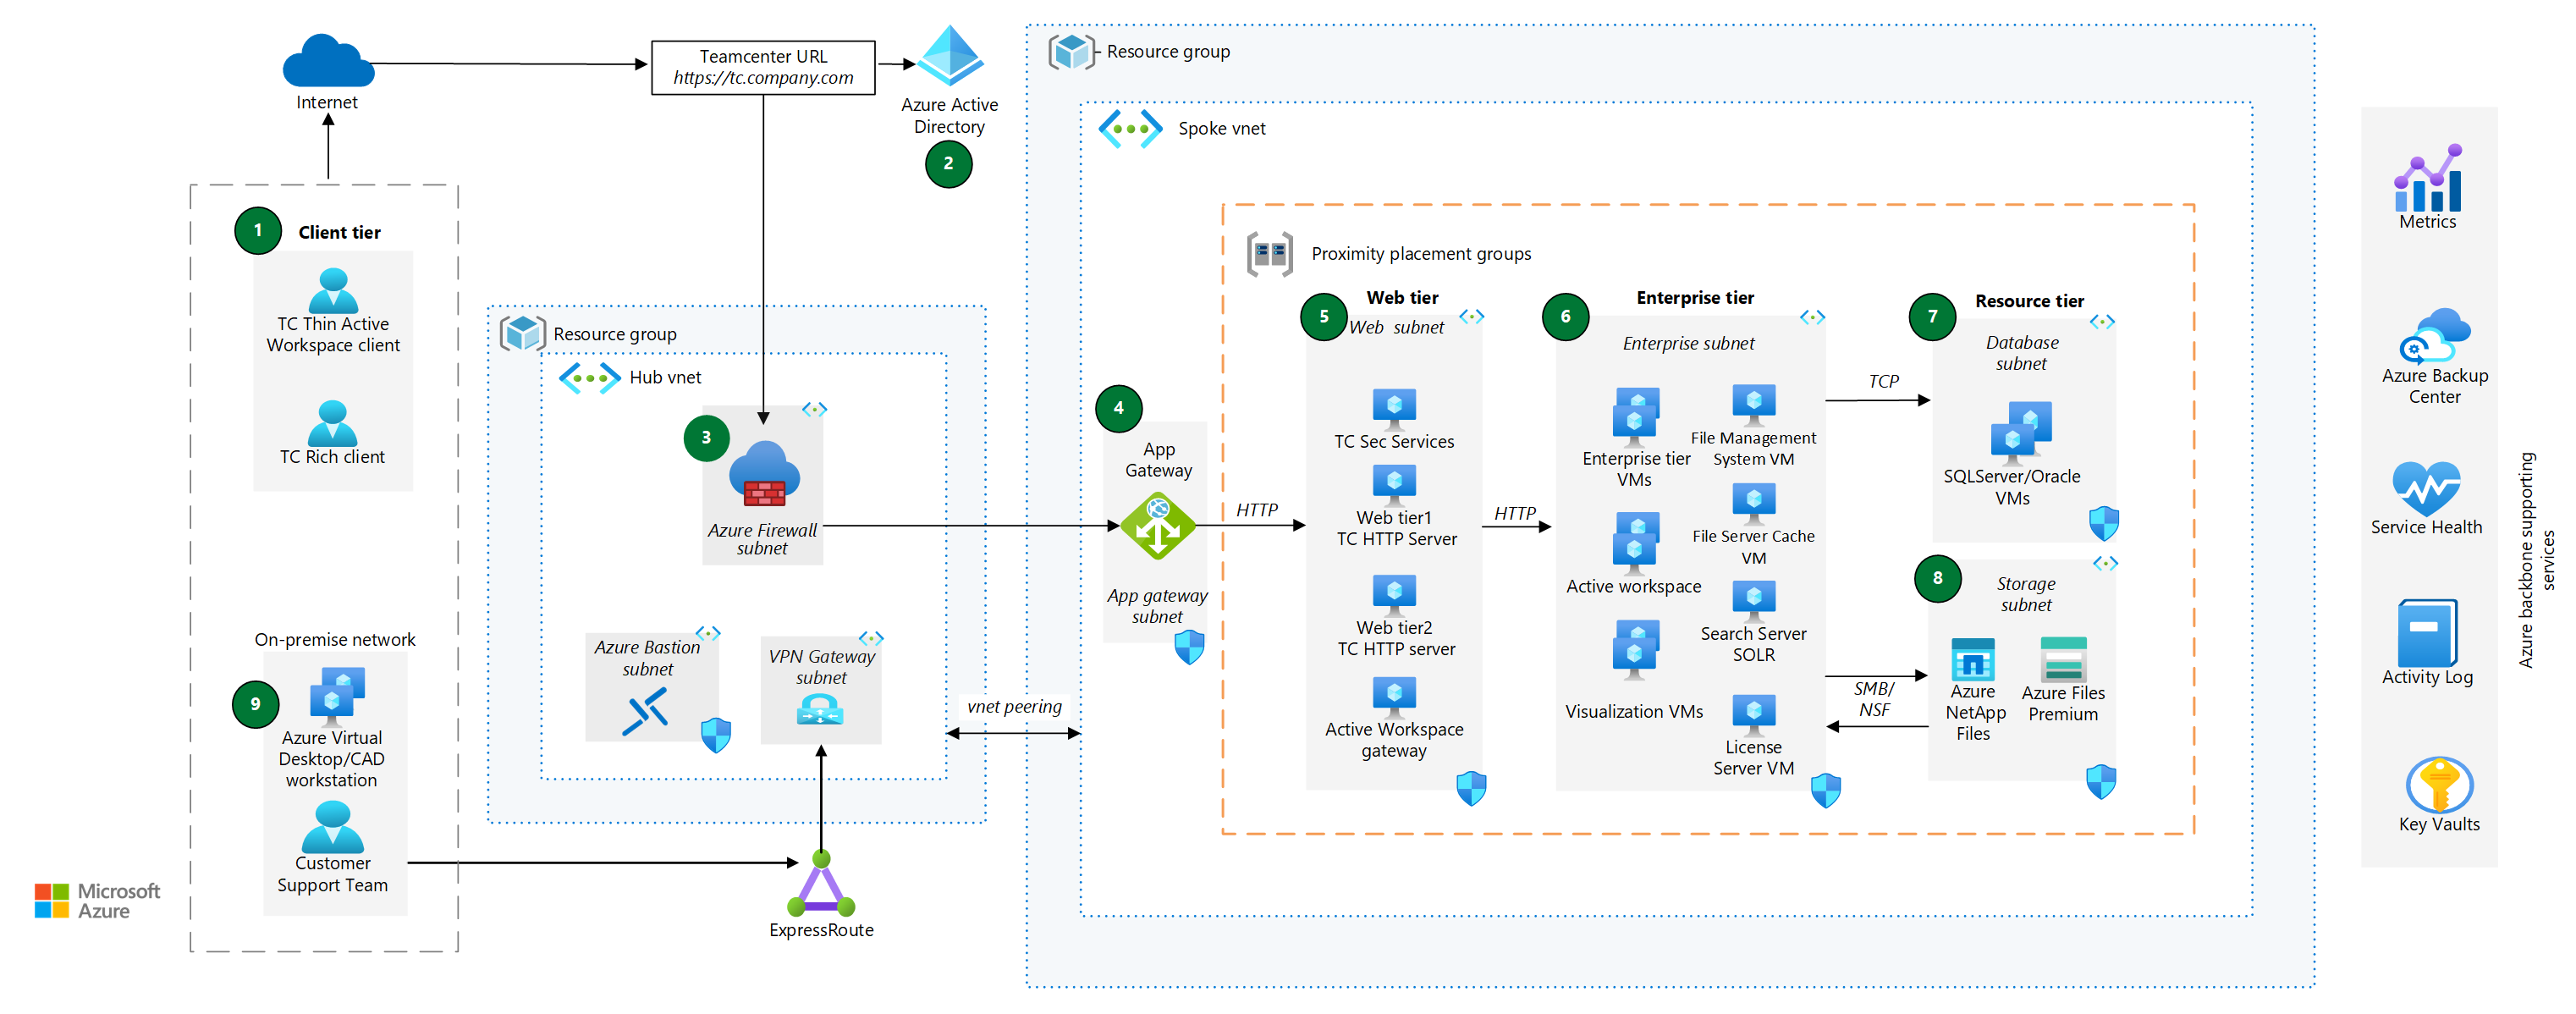 Internet
Teamcenter URL
https://tc.company.com
Azure Active
Directory
2
1
Client tier
TC Thin Active
Workspace client
TC Rich client
On-premise network
9
Azure Virtual
Desktop/CAD
workstation
Customer
Support Team
Microsoft
Azure
Resource group
Hub vnet
3
Azure Firewall
subnet
Azure Bastion
subnet
VPN Gateway
subnet
ExpressRoute
vnet peering
Resource group
Spoke vnet
4
App
Gateway
App gateway
subnet
HTTP
Proximity placement groups
5
Web tier
Web subnet
TC Sec Services
Web tier1
TC HTTP Server
Web tier2
TC HTTP server
Active Workspace
gateway
HTTP
6
Enterprise tier
Enterprise subnet
Enterprise tier
VMs
File Management
System VM
File Server Cache
VM
Active workspace
Search Server
SOLR
Visualization VMs
License
Server VM
TCP
SMB/
NSF
7
Resource tier
Database
subnet
SQLServer/Oracle
VMs
8
Storage
subnet
Azure
NetApp
Files
Azure Files
Premium
Metrics
Azure Backup
Center
Service Health
Activity Log
Key Vaults
Azure backbone supporting
services